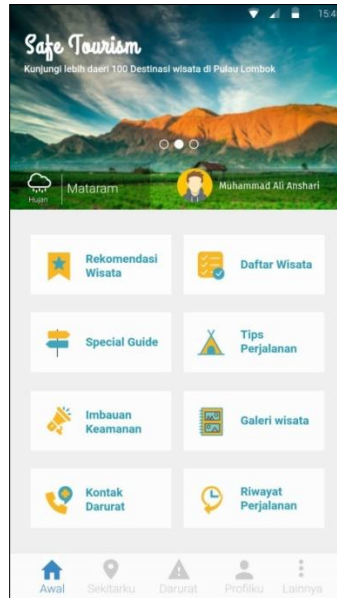 15:4
Safe Tourism
Kunjungi lebih daeri 100 Destinasi wisata di Pulau Lombok
Hujan
Mataram
Muhammad Ali Anshari
Rekomendasi
Wisata
Daftar Wisata
Special Guide
Tips
Perjalanan
Imbauan
Keamanan
Galeri wisata
Kontak
Darurat
Riwayat
Perjalanan
Awal
Sekitarku
Darurat
Profilku
Lainnya